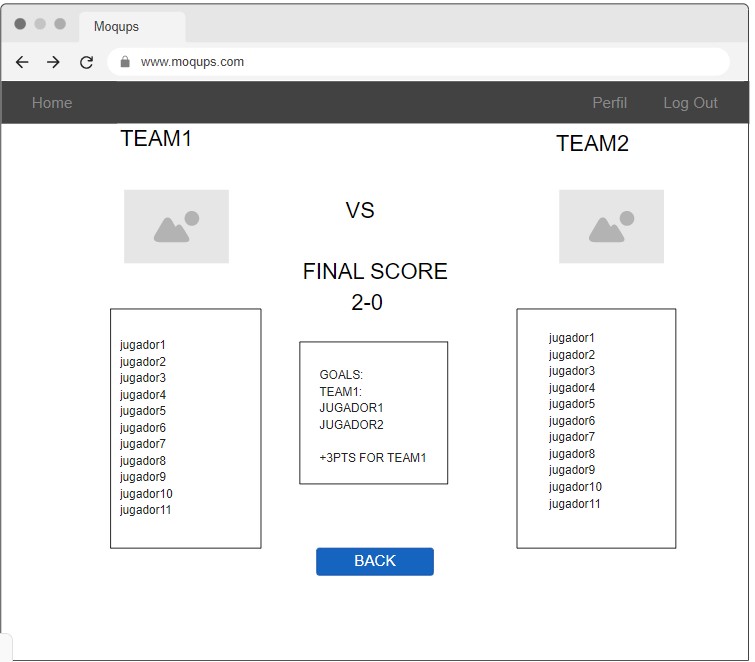 Moqups
www.moqups.com
Home
Perfil
Log Out
TEAM1
TEAM2
VS
FINAL SCORE
2-0
jugador1
jugador2
jugador3
jugador4
jugador5
jugador6
jugador7
jugador8
jugador9
jugador10
jugador11
GOALS:
TEAM1:
JUGADOR1
JUGADOR2
+3PTS FOR TEAM1
jugador1
jugador2
jugador3
jugador4
jugador5
jugador6
jugador7
jugador8
jugador9
jugador10
jugador11
BACK